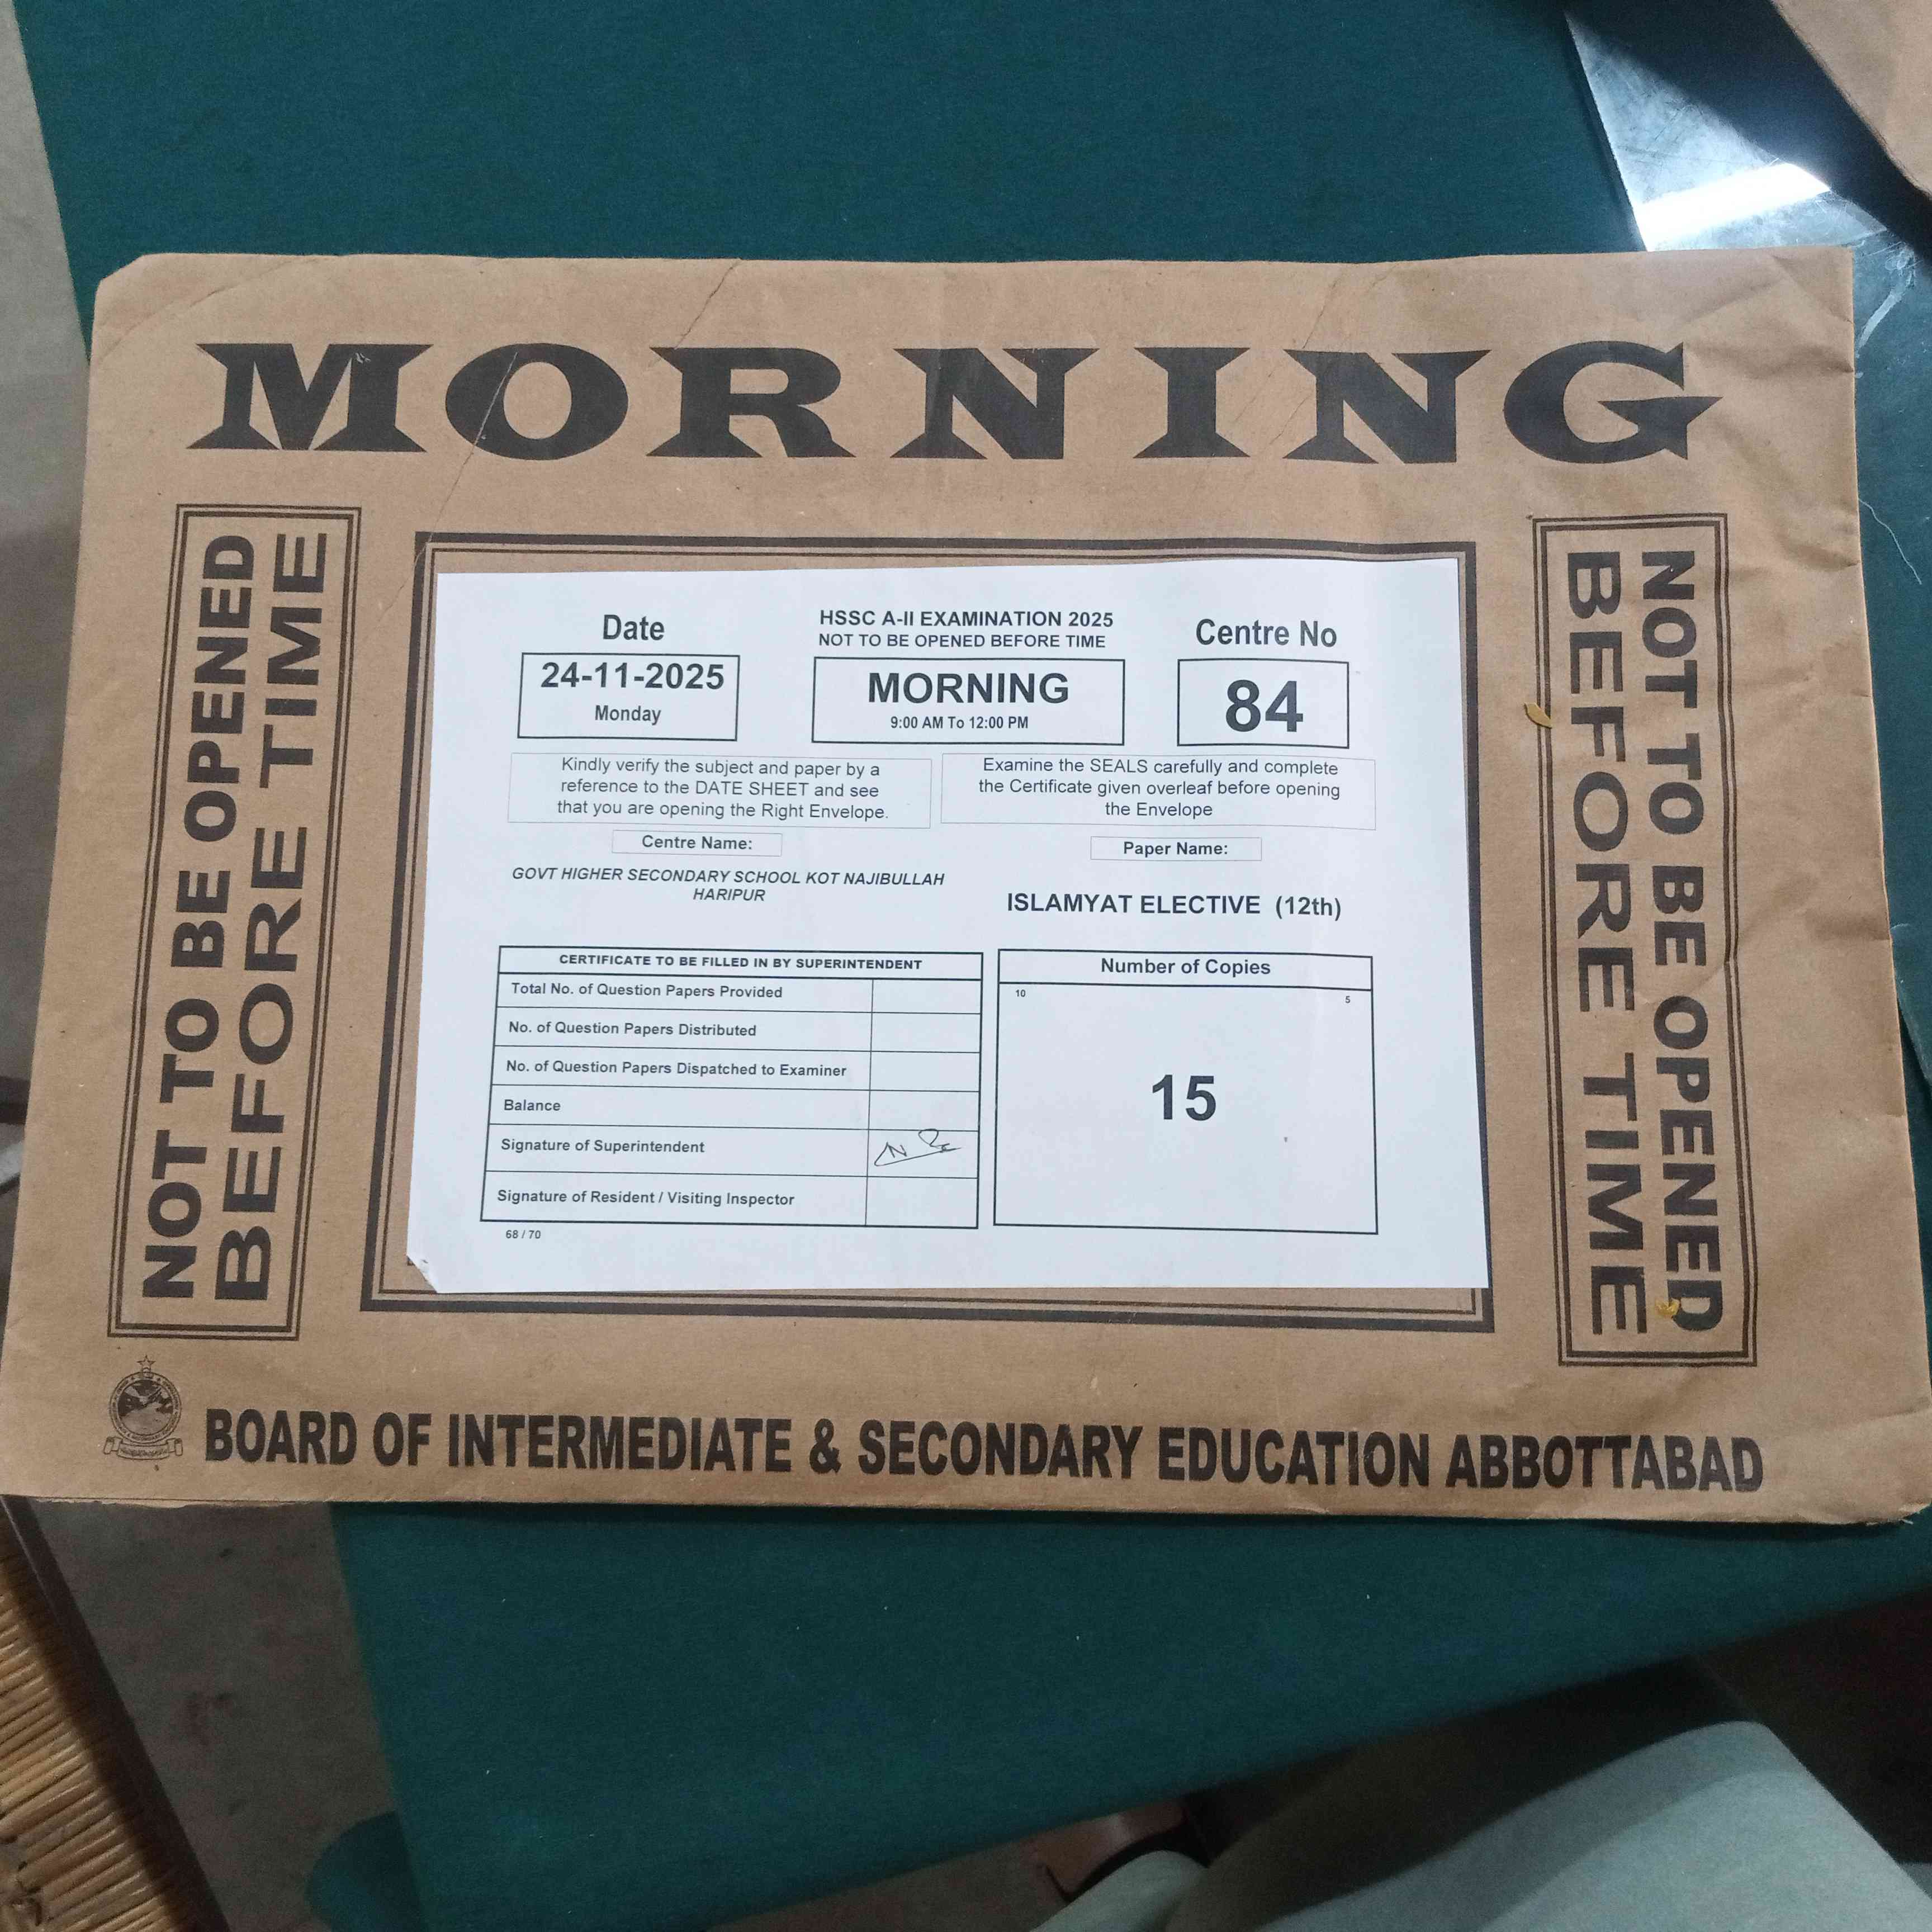 MORNING
NOT TO BE OPENED
BEFORE TIME
Date
24-11-2025
Monday
HSSC A-II EXAMINATION 2025
NOT TO BE OPENED BEFORE TIME
MORNING
9:00 AM To 12:00 PM
Centre No
84
Kindly verify the subject and paper by a
reference to the DATE SHEET and see
that you are opening the Right Envelope.
Examine the SEALS carefully and complete
the Certificate given overleaf before opening
the Envelope
Centre Name:
GOVT HIGHER SECONDARY SCHOOL KOT NAJIBULLAH
HARIPUR
Paper Name:
ISLAMYAT ELECTIVE (12th)
CERTIFICATE TO BE FILLED IN BY SUPERINTENDENT
Total No. of Question Papers Provided
No. of Question Papers Distributed
No. of Question Papers Dispatched to Examiner
Balance
Signature of Superintendent
Signature of Resident / Visiting Inspector
68 / 70
Number of Copies
10 5
15
NOT TO BE OPENED
BEFORE TIME
BOARD OF INTERMEDIATE & SECONDARY EDUCATION ABBOTTABAD